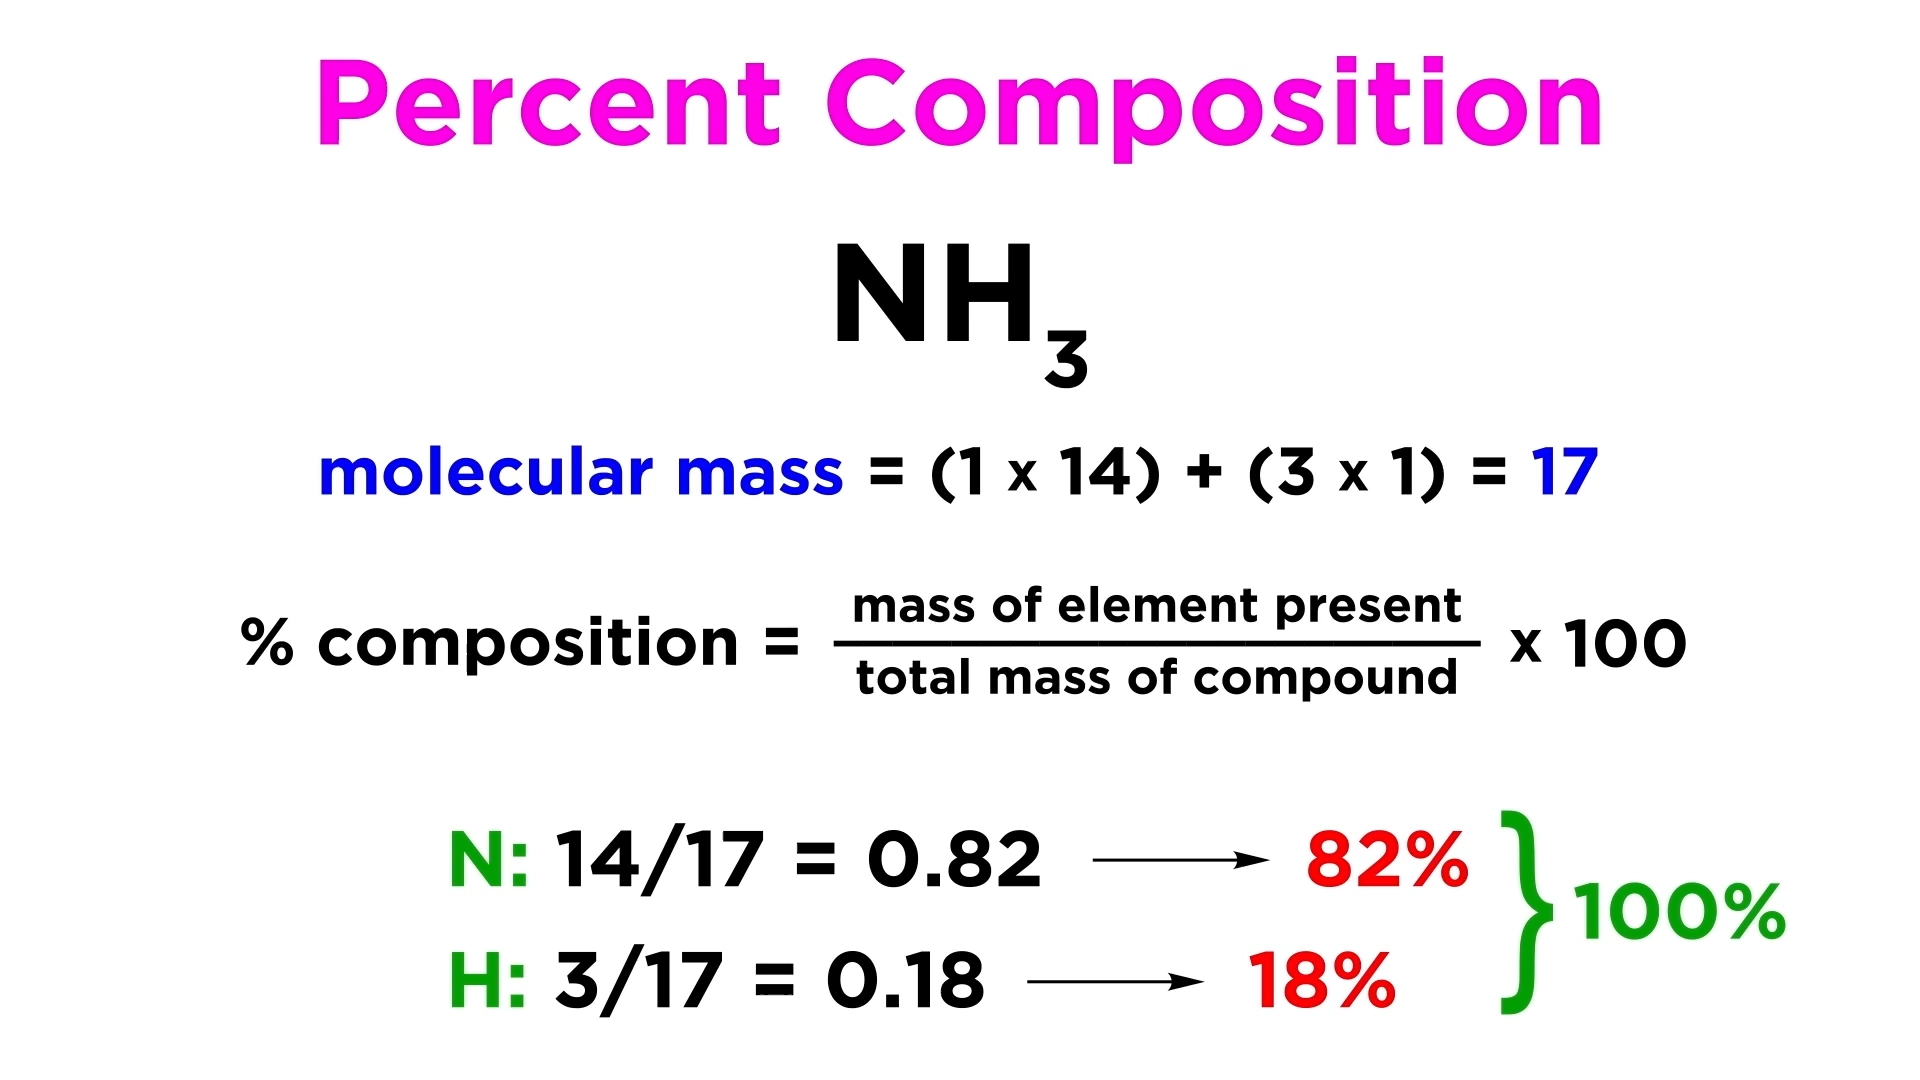 Percent Composition
NH₃
molecular mass = (1 x 14) + (3 x 1) = 17
% composition = mass of element present / total mass of compound x 100
N: 14/17 = 0.82 → 82%
H: 3/17 = 0.18 → 18%
} 100%